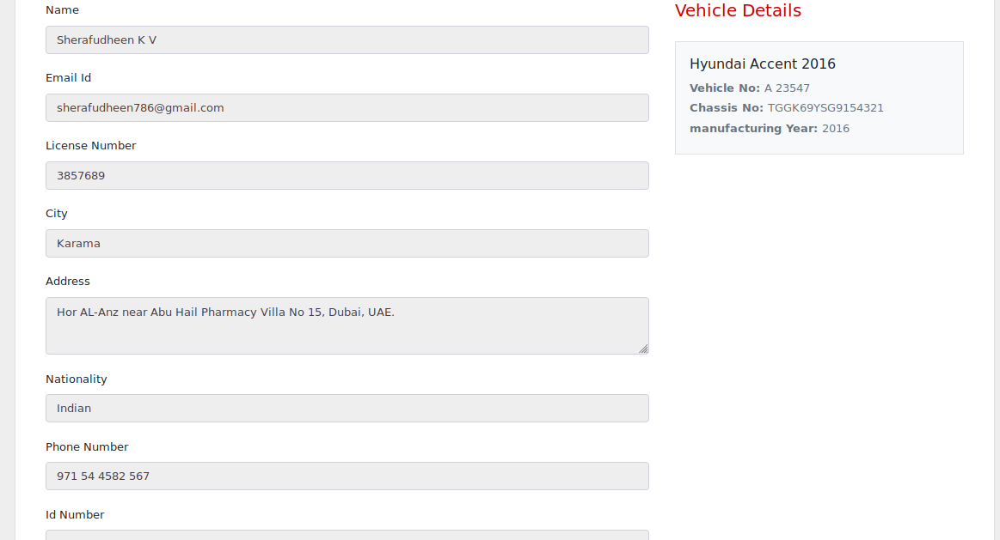 Name
Sherafudheen K V
Email Id
sherafudheen786@gmail.com
License Number
3857689
City
Karama
Address
Hor AL-Anz near Abu Hail Pharmacy Villa No 15, Dubai, UAE.
Nationality
Indian
Phone Number
971 54 4582 567
Id Number
Vehicle Details
Hyundai Accent 2016
Vehicle No: A 23547
Chassis No: TGGK69YSG9154321
manufacturing Year: 2016